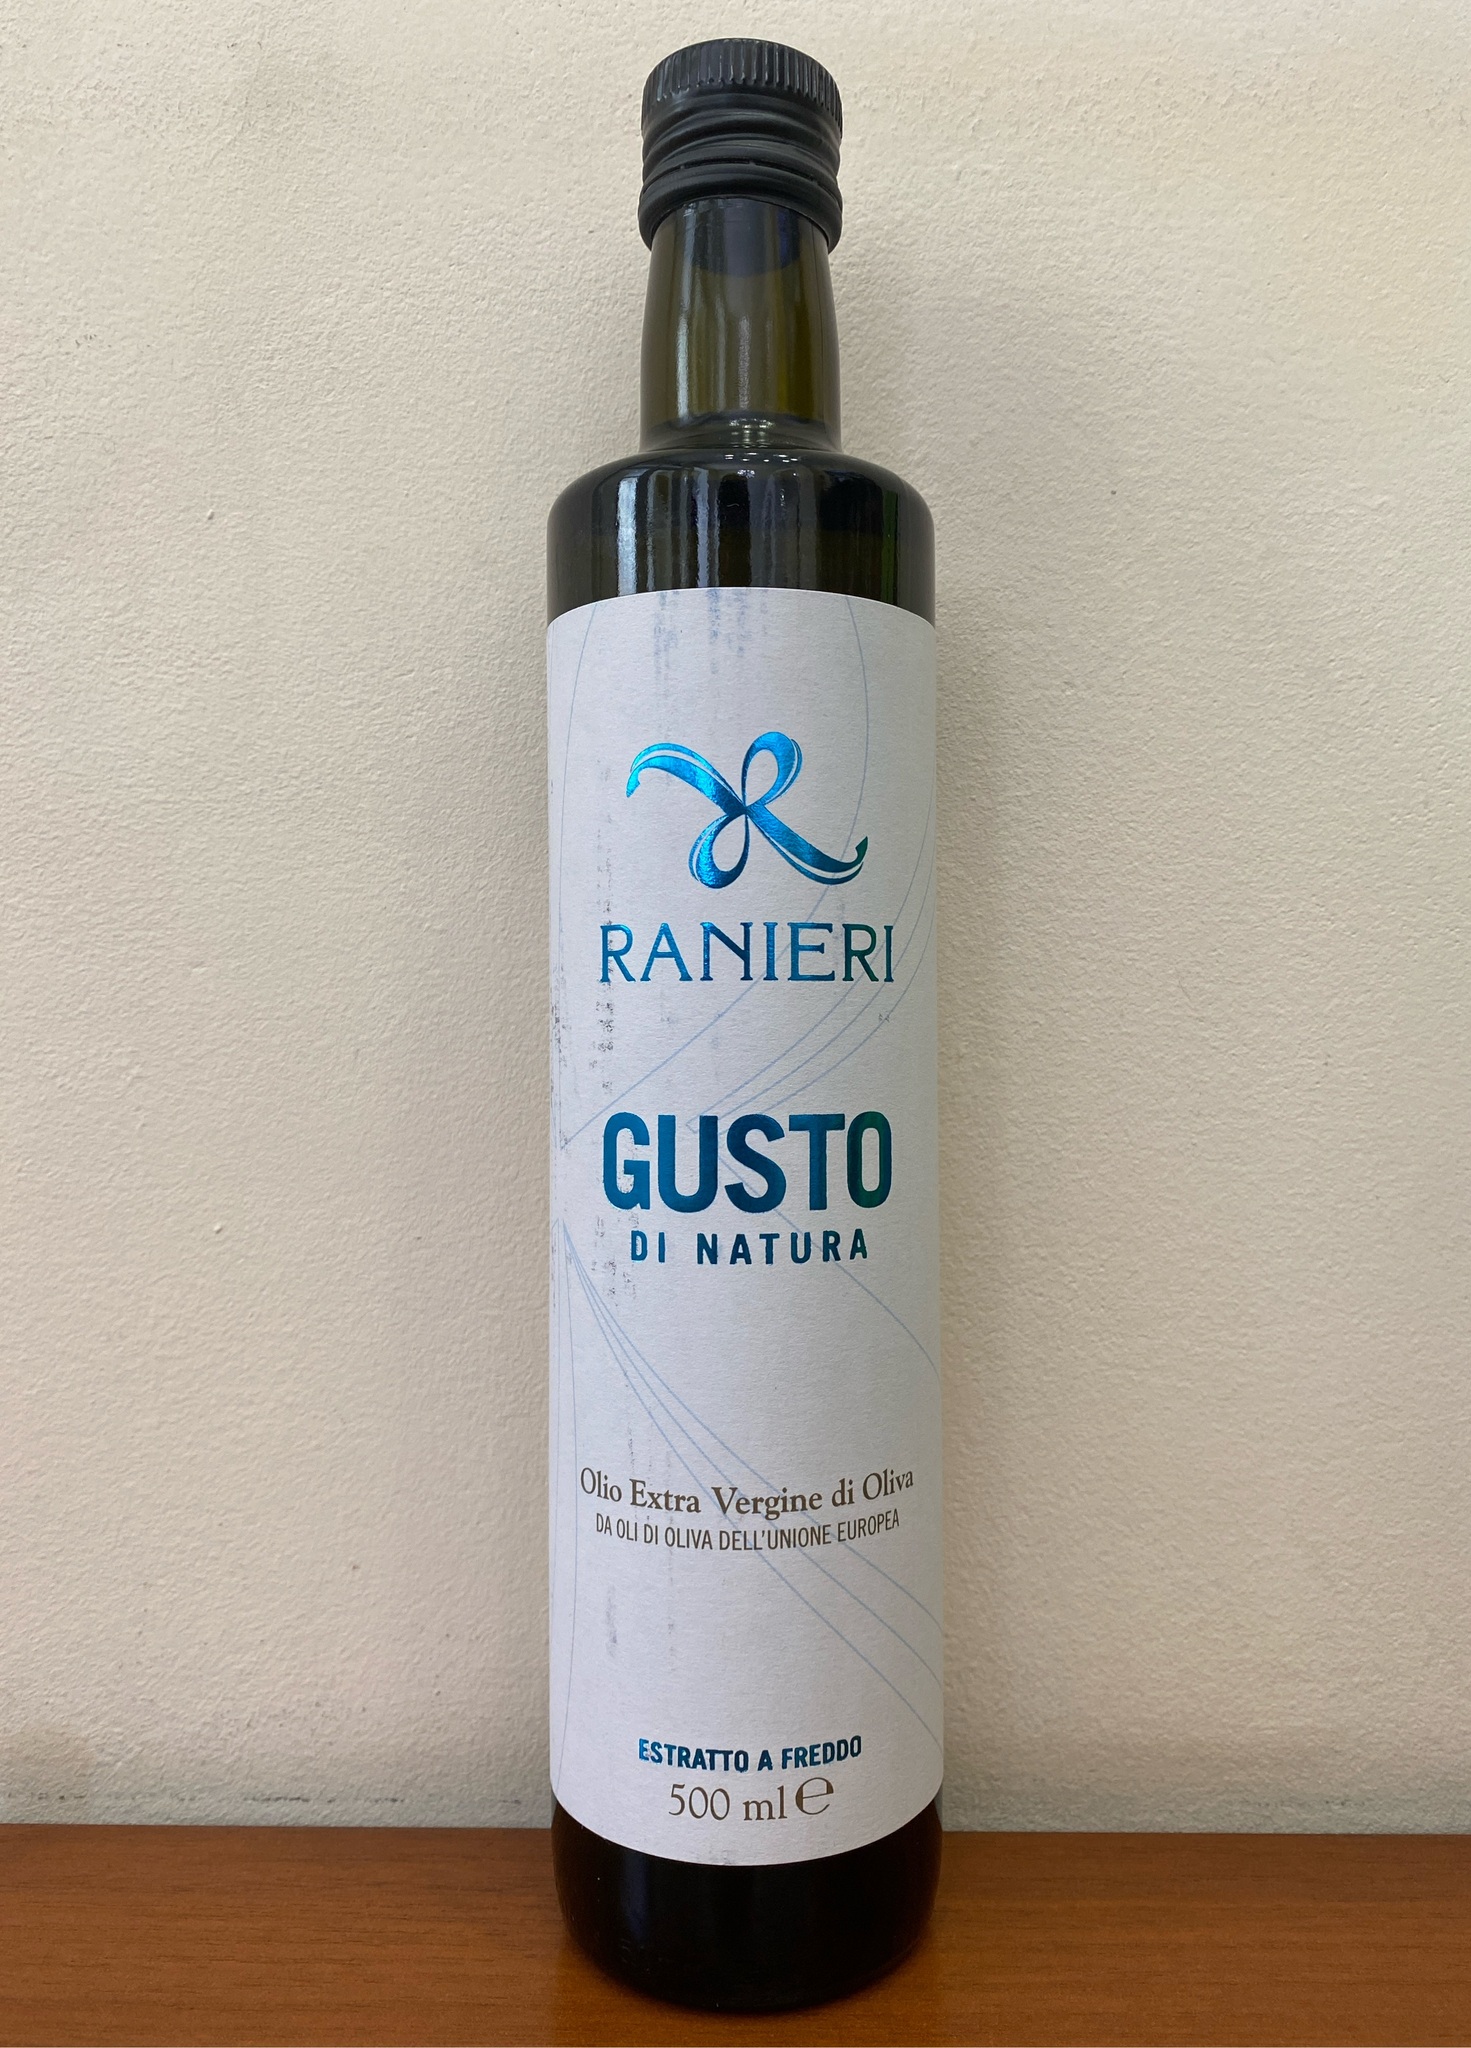 RANIERI
GUSTO
DI NATURA
Olio Extra Vergine di Oliva
DA OLI DI OLIVA DELL'UNIONE EUROPEA
ESTRATTO A FREDDO
500 ml ℮